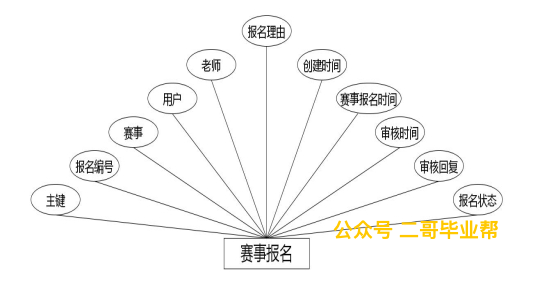 报名理由
老师
创建时间
用户
赛事报名时间
赛事
审核时间
报名编号
审核回复
主键
报名状态
公众号 二哥毕业帮
赛事报名